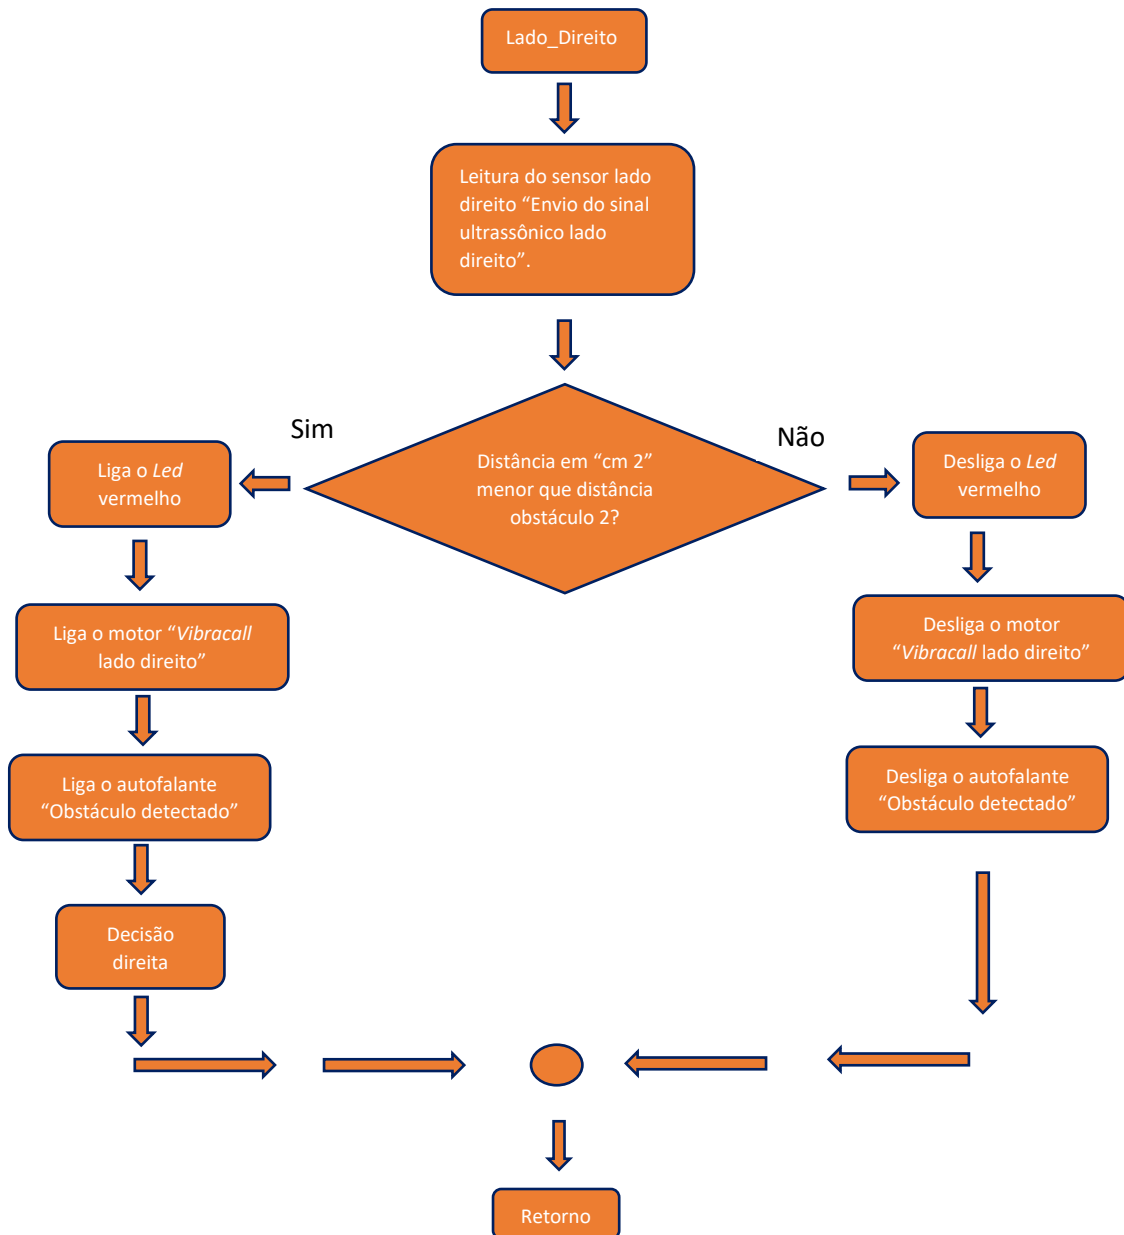 Lado_Direito
Leitura do sensor lado
direito “Envio do sinal
ultrassônico lado
direito”.
Sim
Não
Distância em “cm 2”
menor que distância
obstáculo 2?
Liga o Led
vermelho
Desliga o Led
vermelho
Liga o motor “Vibracall
lado direito”
Desliga o motor
“Vibracall lado direito”
Liga o autofalante
“Obstáculo detectado”
Desliga o autofalante
“Obstáculo detectado”
Decisão
direita
Retorno